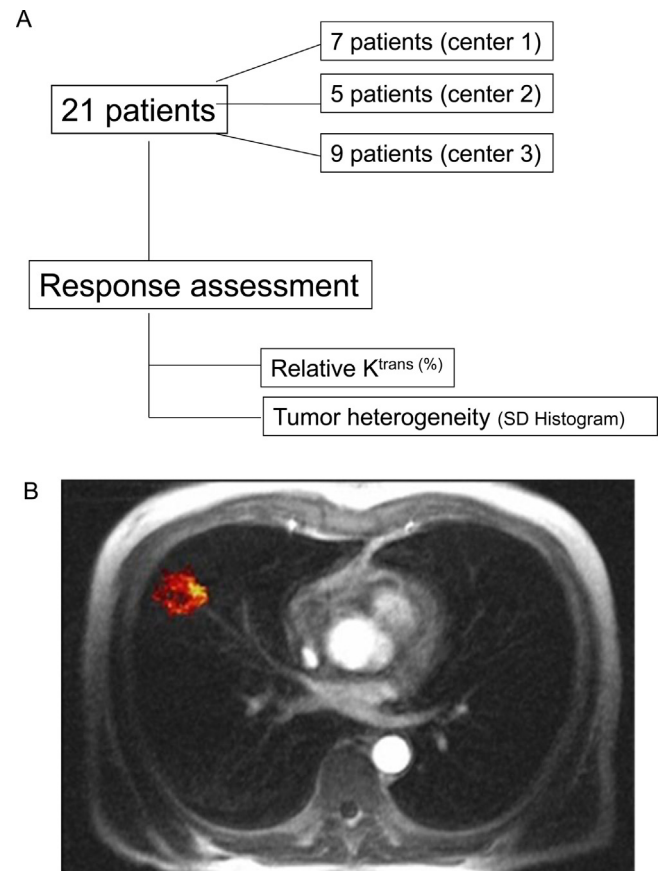 A
7 patients (center 1)
21 patients
5 patients (center 2)
9 patients (center 3)
Response assessment
Relative K^trans (%)
Tumor heterogeneity (SD Histogram)
B